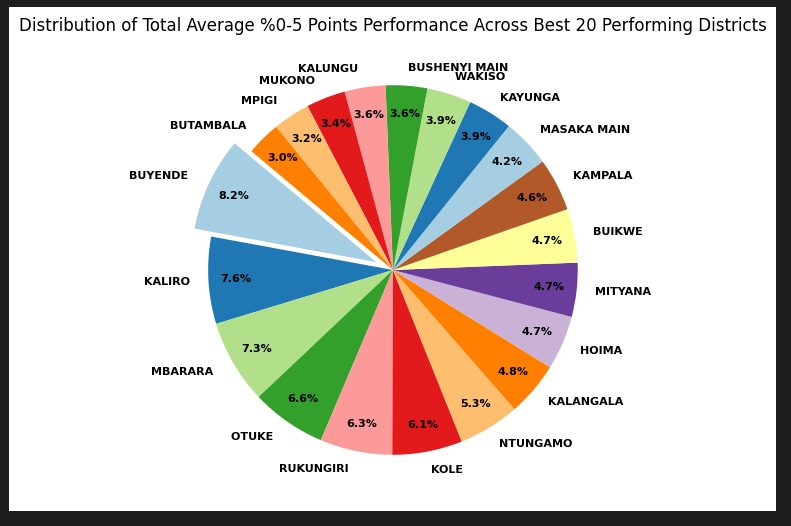 Distribution of Total Average %0-5 Points Performance Across Best 20 Performing Districts
BUYENDE
8.2%
KALIRO
7.6%
MBARARA
7.3%
OTUKE
6.6%
RUKUNGIRI
6.3%
KOLE
6.1%
NTUNGAMO
5.3%
KALANGALA
4.8%
HOIMA
4.7%
MITYANA
4.7%
BUIKWE
4.7%
KAMPALA
4.6%
MASAKA MAIN
4.2%
KAYUNGA
3.9%
WAKISO
3.9%
BUSHENYI MAIN
3.6%
KALUNGU
3.6%
MUKONO
3.4%
MPIGI
3.2%
BUTAMBALA
3.0%